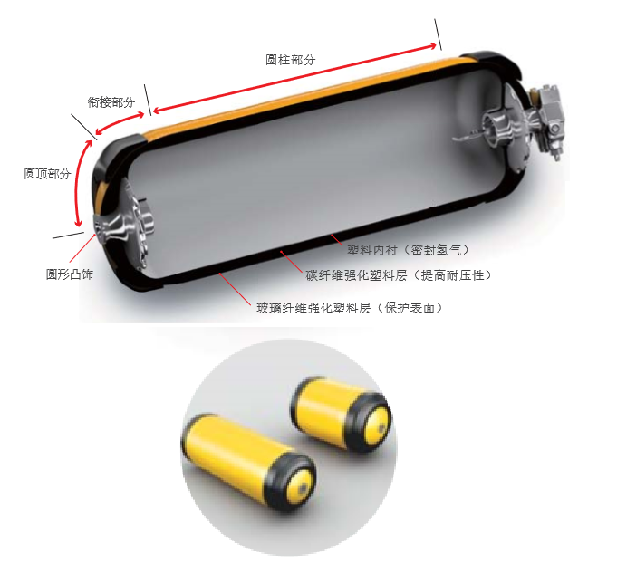 圆柱部分
衔接部分
圆顶部分
圆形凸饰
塑料内衬（密封氢气）
碳纤维强化塑料层（提高耐压性）
玻璃纤维强化塑料层（保护表面）